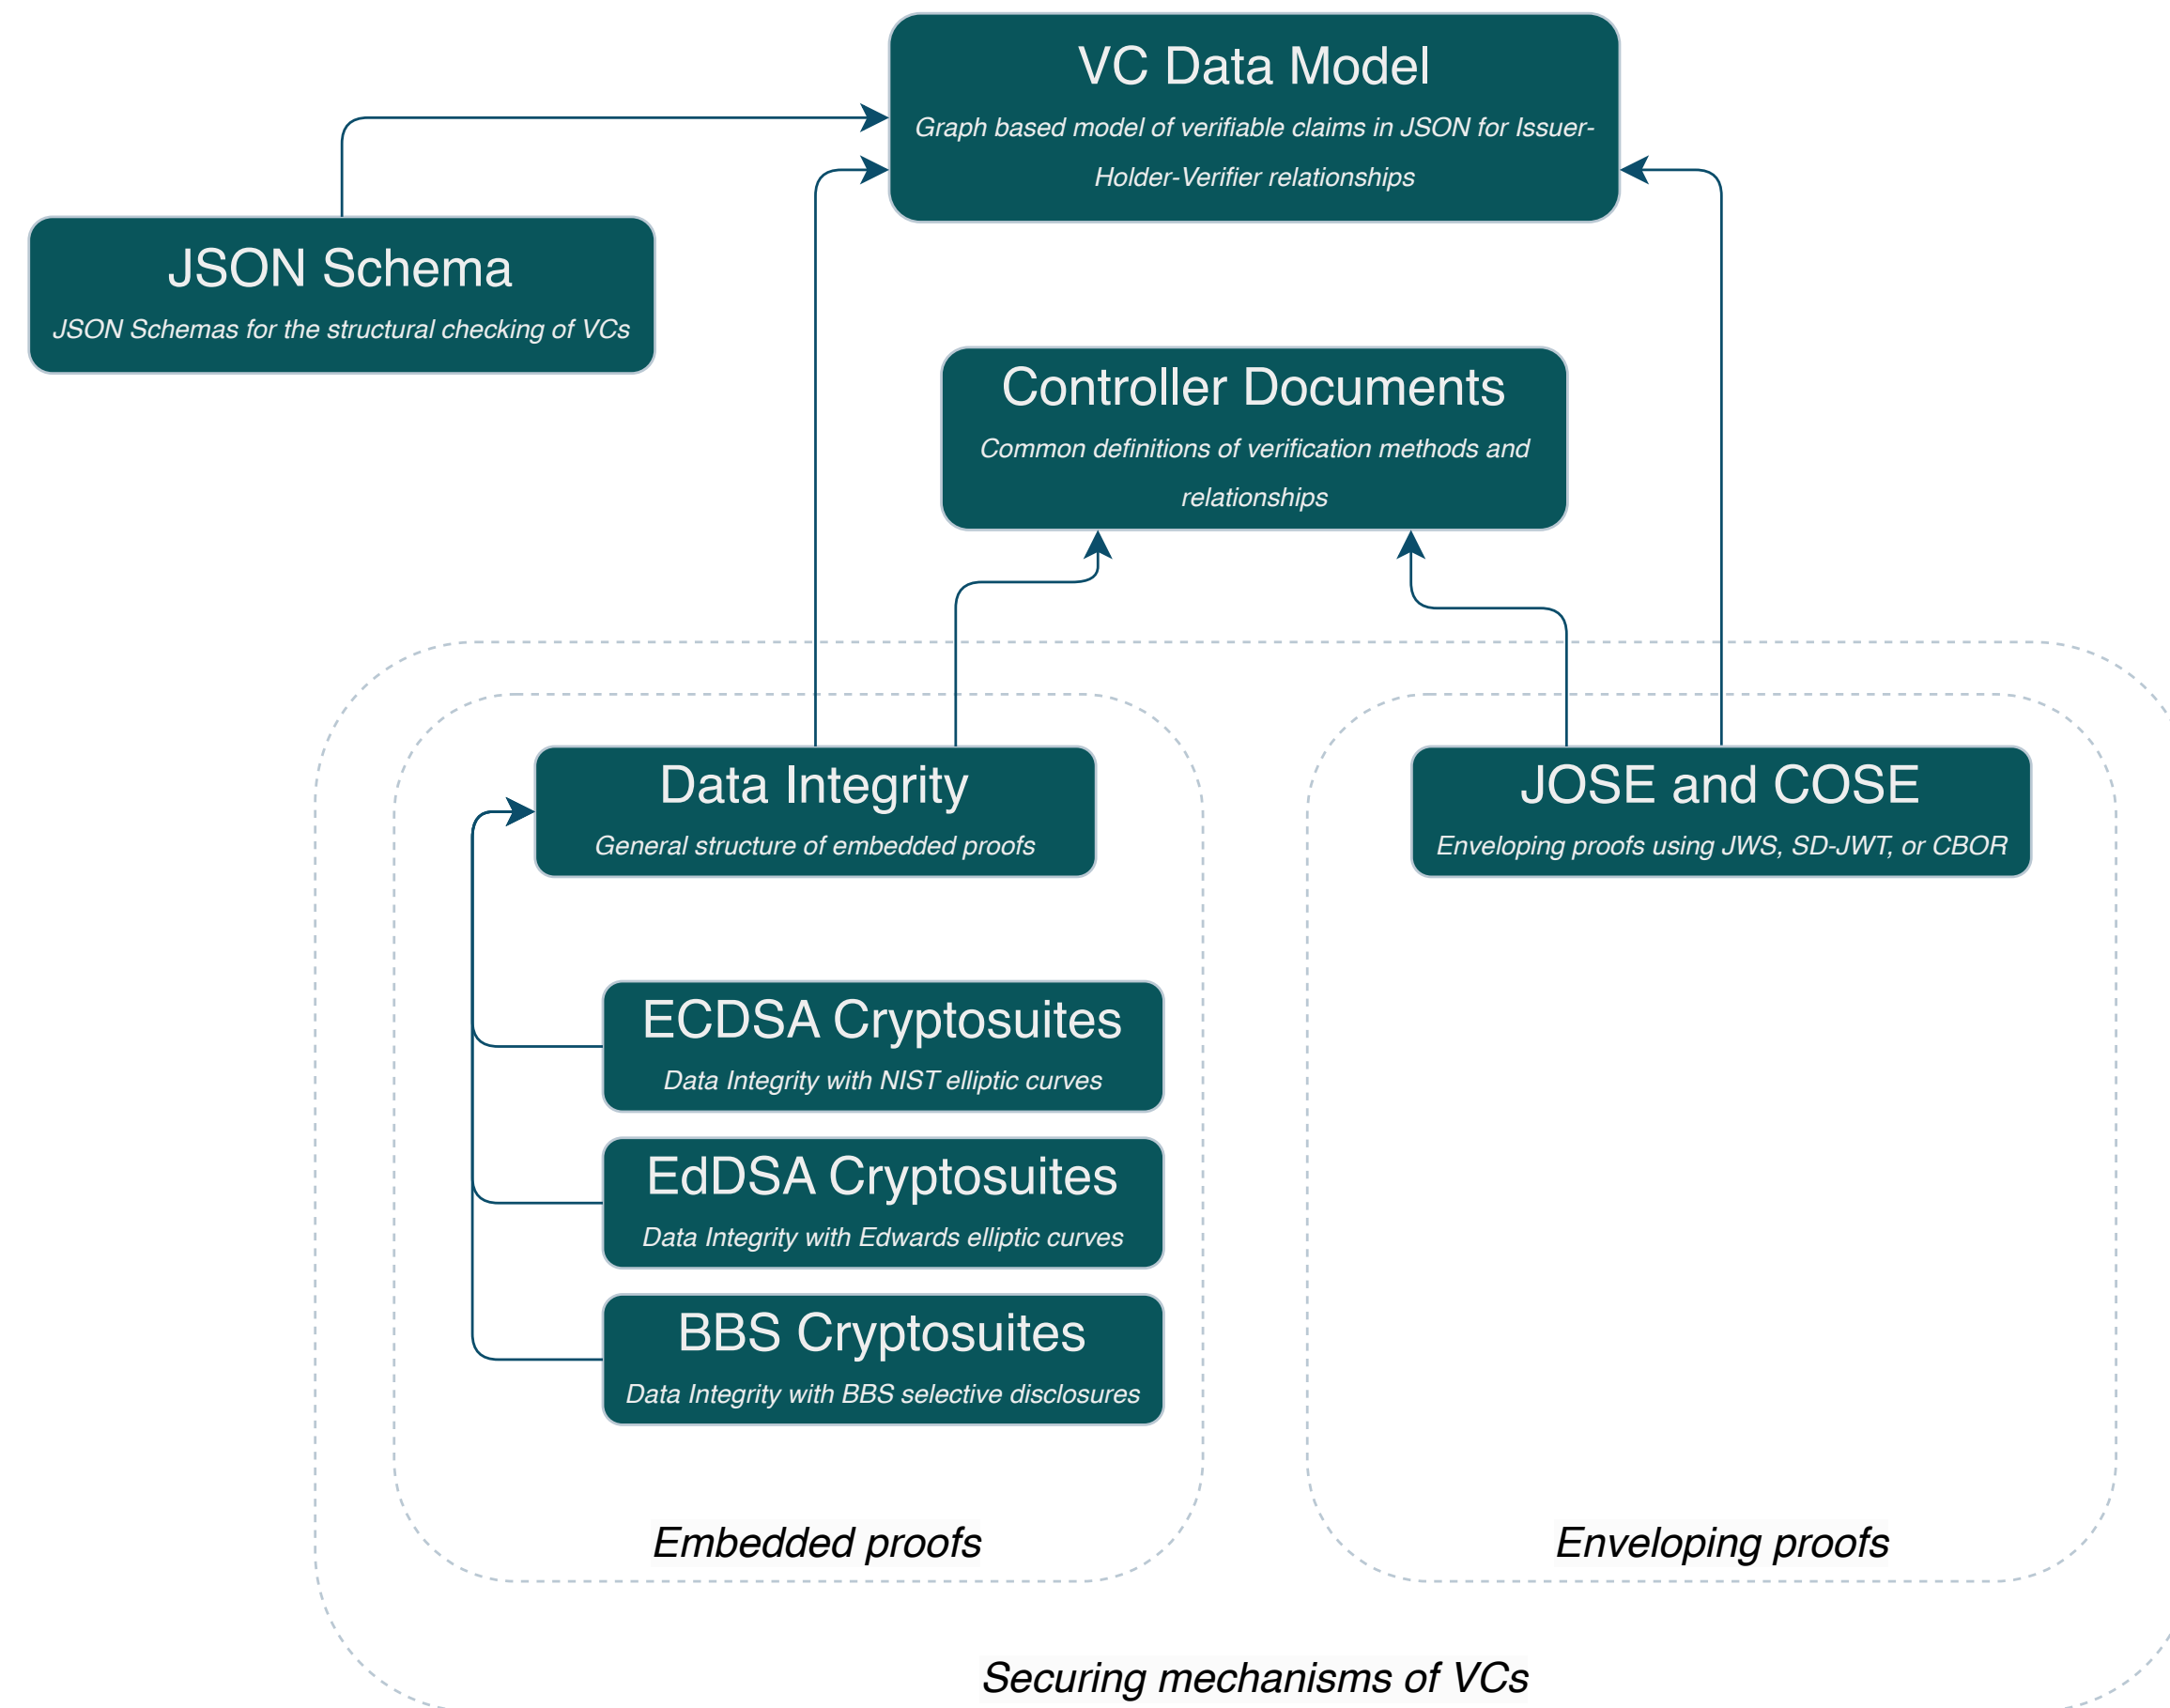 VC Data Model
Graph based model of verifiable claims in JSON for Issuer-
Holder-Verifier relationships
JSON Schema
JSON Schemas for the structural checking of VCs
Controller Documents
Common definitions of verification methods and
relationships
Data Integrity
General structure of embedded proofs
JOSE and COSE
Enveloping proofs using JWS, SD-JWT, or CBOR
ECDSA Cryptosuites
Data Integrity with NIST elliptic curves
EdDSA Cryptosuites
Data Integrity with Edwards elliptic curves
BBS Cryptosuites
Data Integrity with BBS selective disclosures
Embedded proofs
Enveloping proofs
Securing mechanisms of VCs